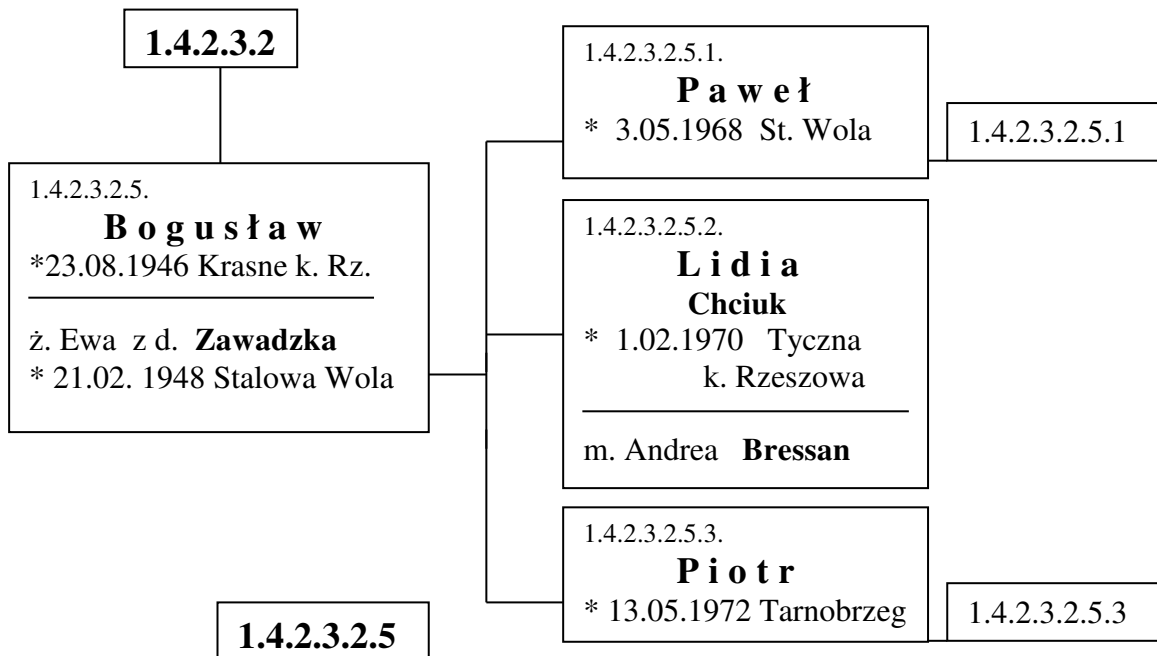 1.4.2.3.2
1.4.2.3.2.5.
B o g u s ł a w
*23.08.1946 Krasne k. Rz.
ż. Ewa z d. Zawadzka
* 21.02. 1948 Stalowa Wola
1.4.2.3.2.5.1.
P a w e ł
* 3.05.1968 St. Wola
1.4.2.3.2.5.1
1.4.2.3.2.5.2.
L i d i a
Chciuk
* 1.02.1970 Tyczna
k. Rzeszowa
m. Andrea Bressan
1.4.2.3.2.5.3.
P i o t r
* 13.05.1972 Tarnobrzeg
1.4.2.3.2.5.3
1.4.2.3.2.5